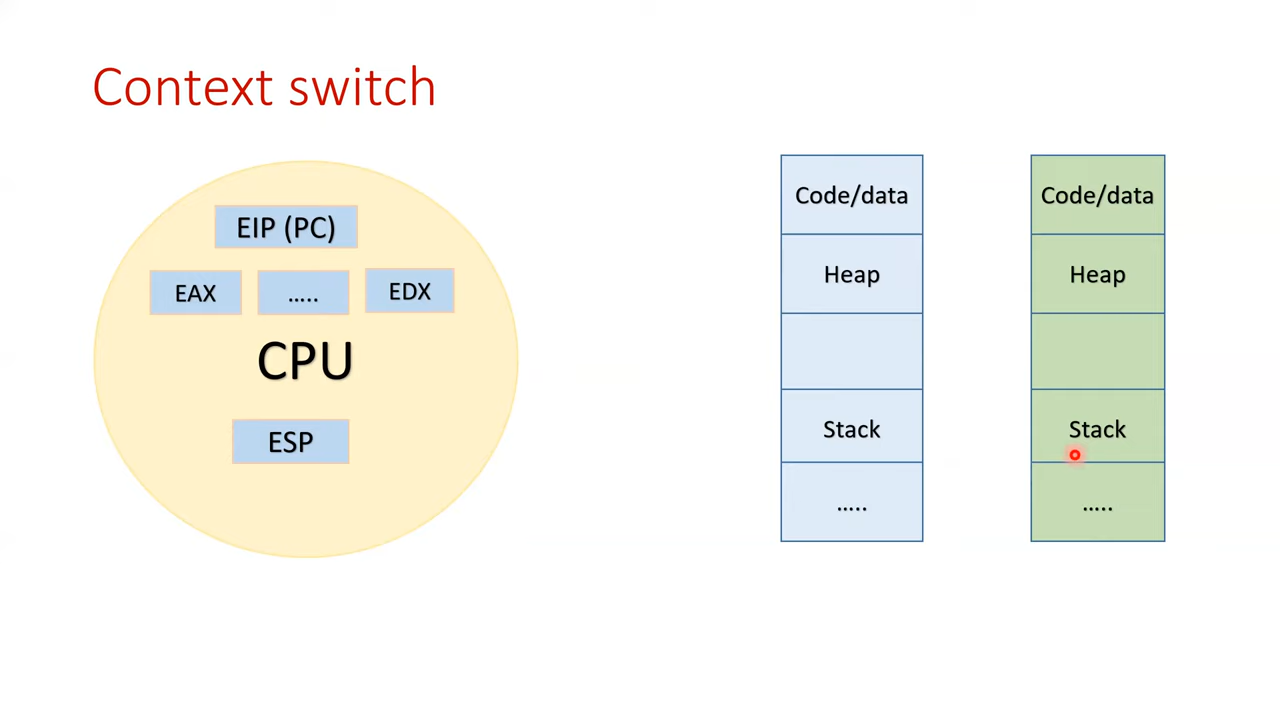 Context switch
EIP (PC)
EAX
.....
EDX
CPU
ESP
Code/data
Heap
Stack
.....
Code/data
Heap
Stack
.....